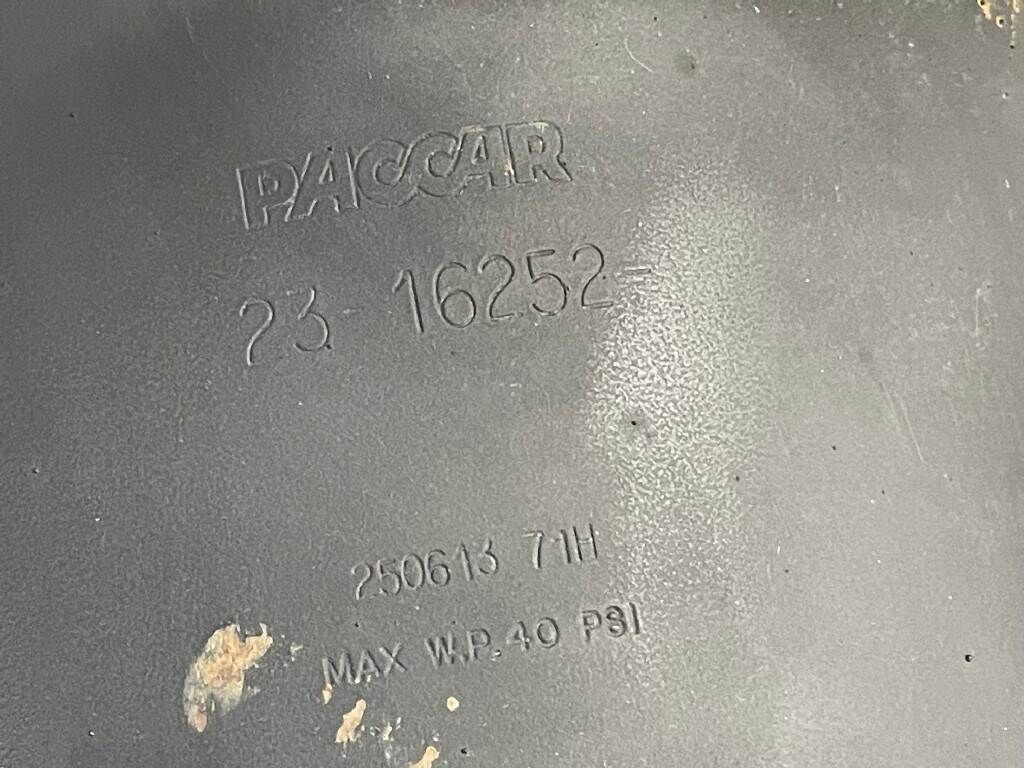 PACCAR
23-16252-
250613 71H
MAX W.P. 40 PSI